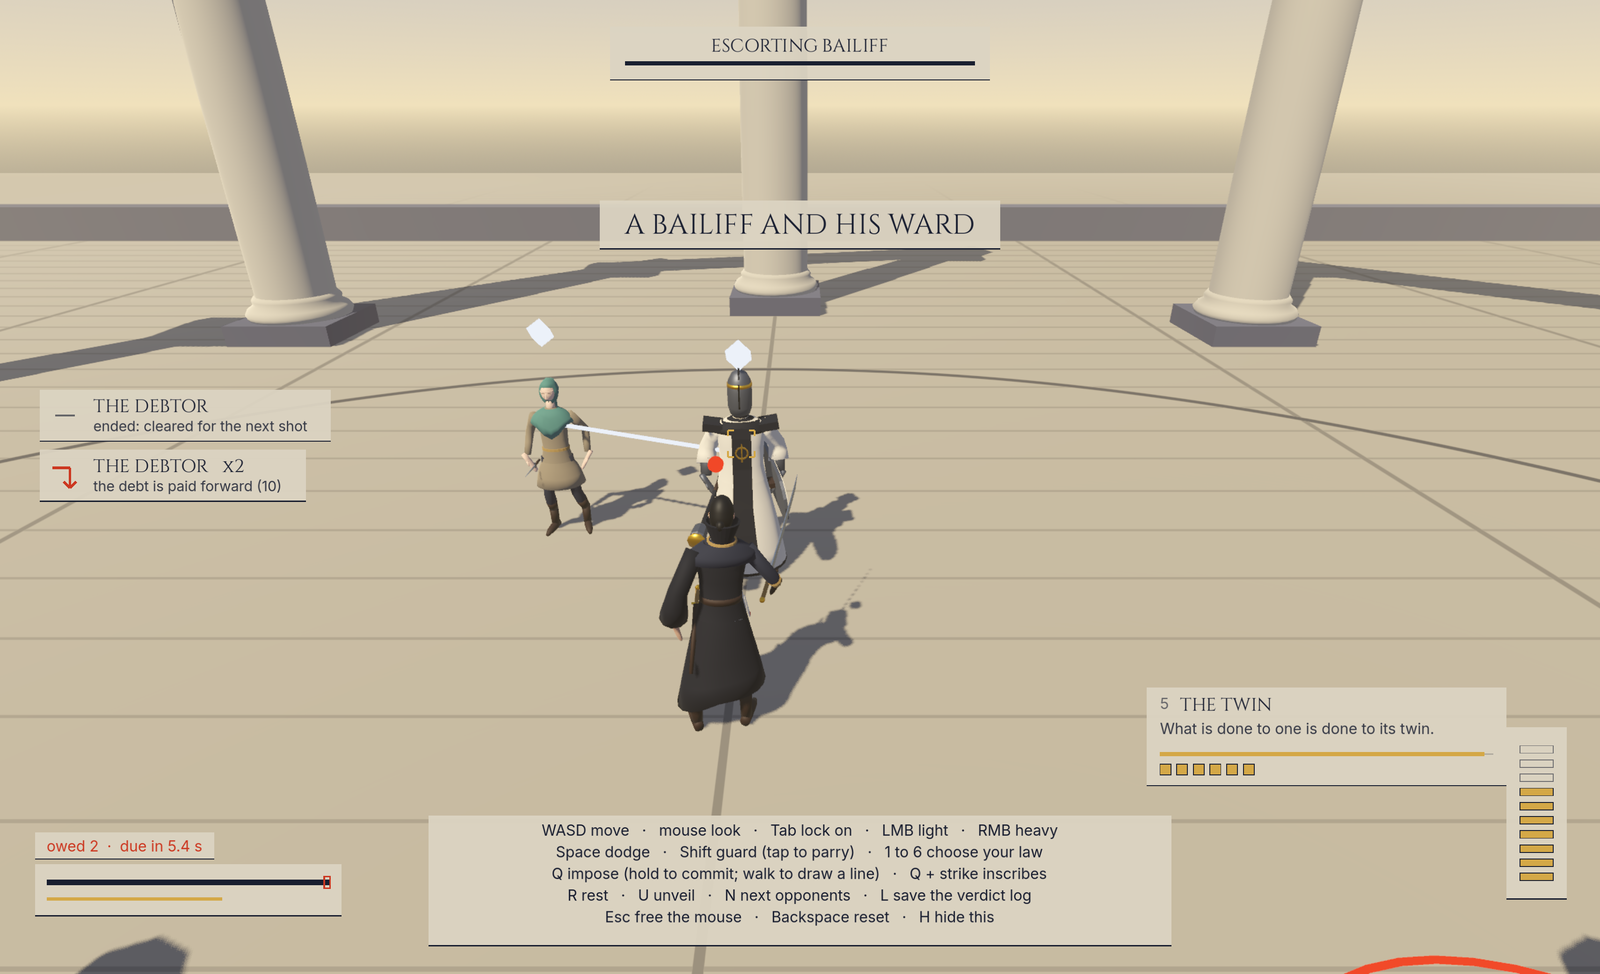 ESCORTING BAILIFF
A BAILIFF AND HIS WARD
THE DEBTOR
ended: cleared for the next shot
THE DEBTOR X2
the debt is paid forward (10)
5 THE TWIN
What is done to one is done to its twin.
owed 2 · due in 5.4 s
WASD move · mouse look · Tab lock on · LMB light · RMB heavy
Space dodge · Shift guard (tap to parry) · 1 to 6 choose your law
Q impose (hold to commit; walk to draw a line) · Q + strike inscribes
R rest · U unveil · N next opponents · L save the verdict log
Esc free the mouse · Backspace reset · H hide this